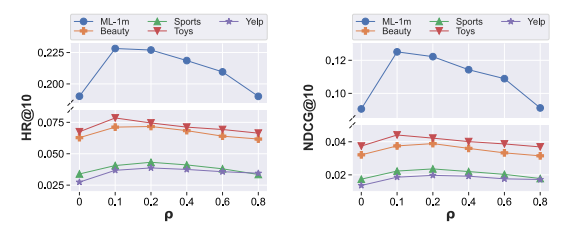 ML-1m Sports Yelp
Beauty Toys
0.225
0.200
0.075
0.050
0.025
HR@10
0 0.1 0.2 0.4 0.6 0.8
ρ
ML-1m Sports Yelp
Beauty Toys
0.12
0.10
0.04
0.02
NDCG@10
0 0.1 0.2 0.4 0.6 0.8
ρ